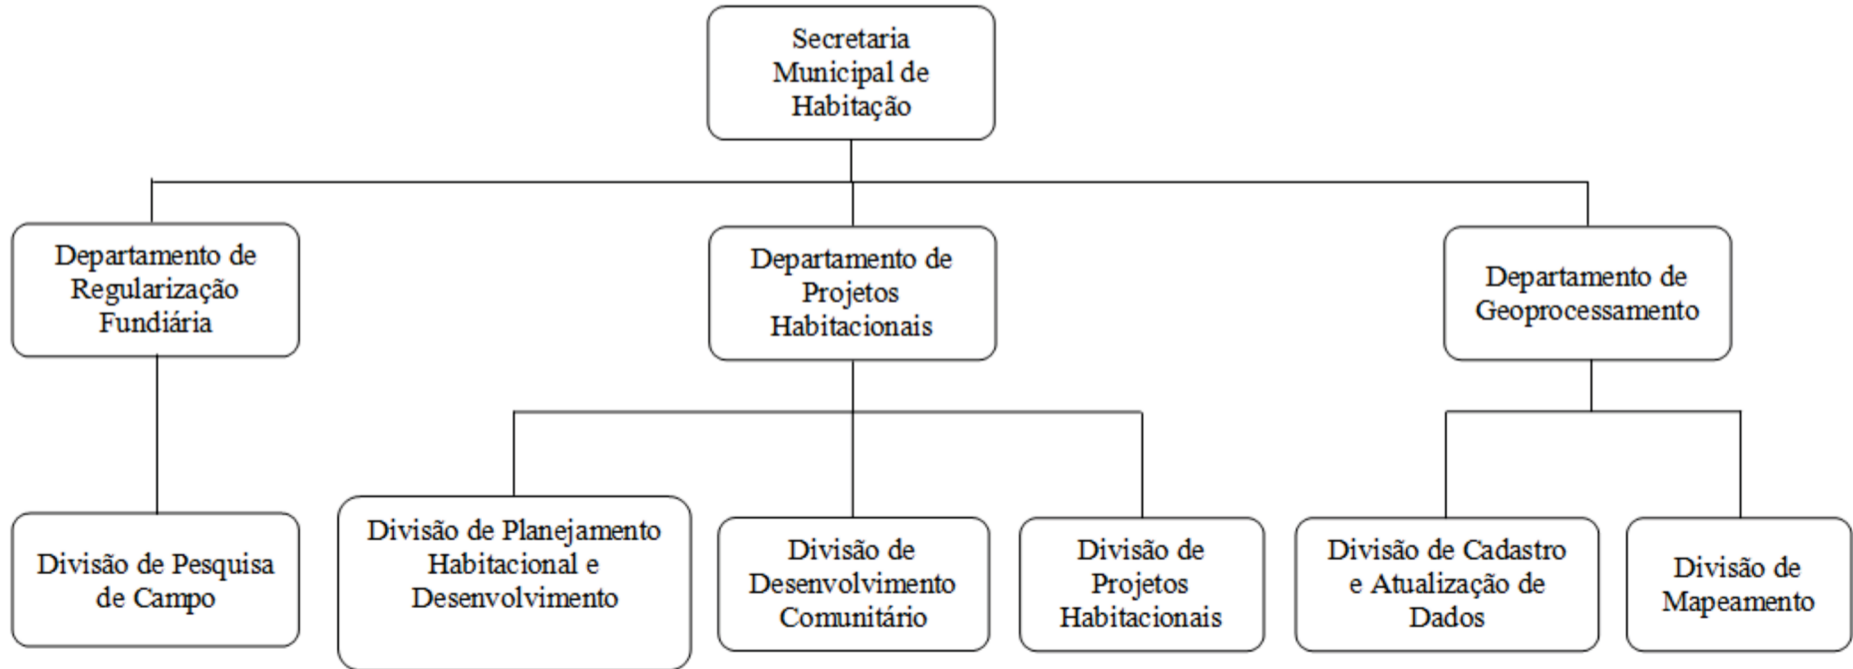 Secretaria
Municipal de
Habitação
Departamento de
Regularização
Fundiária
Departamento de
Projetos
Habitacionais
Departamento de
Geoprocessamento
Divisão de Pesquisa
de Campo
Divisão de Planejamento
Habitacional e
Desenvolvimento
Divisão de
Desenvolvimento
Comunitário
Divisão de
Projetos
Habitacionais
Divisão de Cadastro
e Atualização de
Dados
Divisão de
Mapeamento